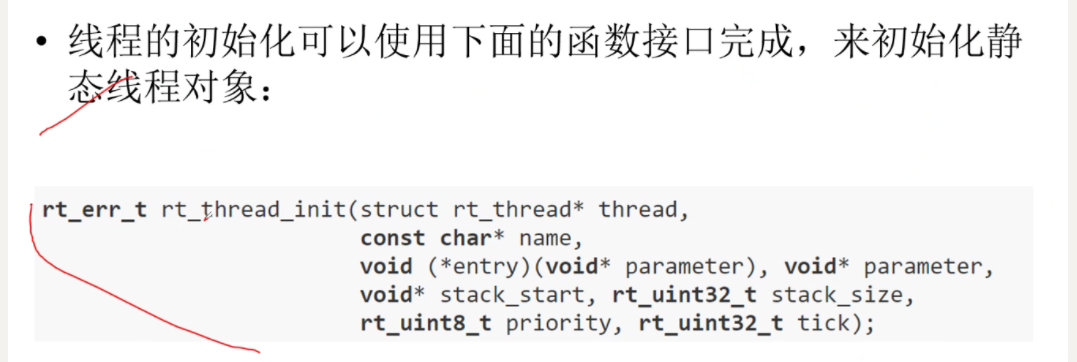 • 线程的初始化可以使用下面的函数接口完成，来初始化静
态线程对象：
rt_err_t rt_thread_init(struct rt_thread* thread,
const char* name,
void (*entry)(void* parameter), void* parameter,
void* stack_start, rt_uint32_t stack_size,
rt_uint8_t priority, rt_uint32_t tick);